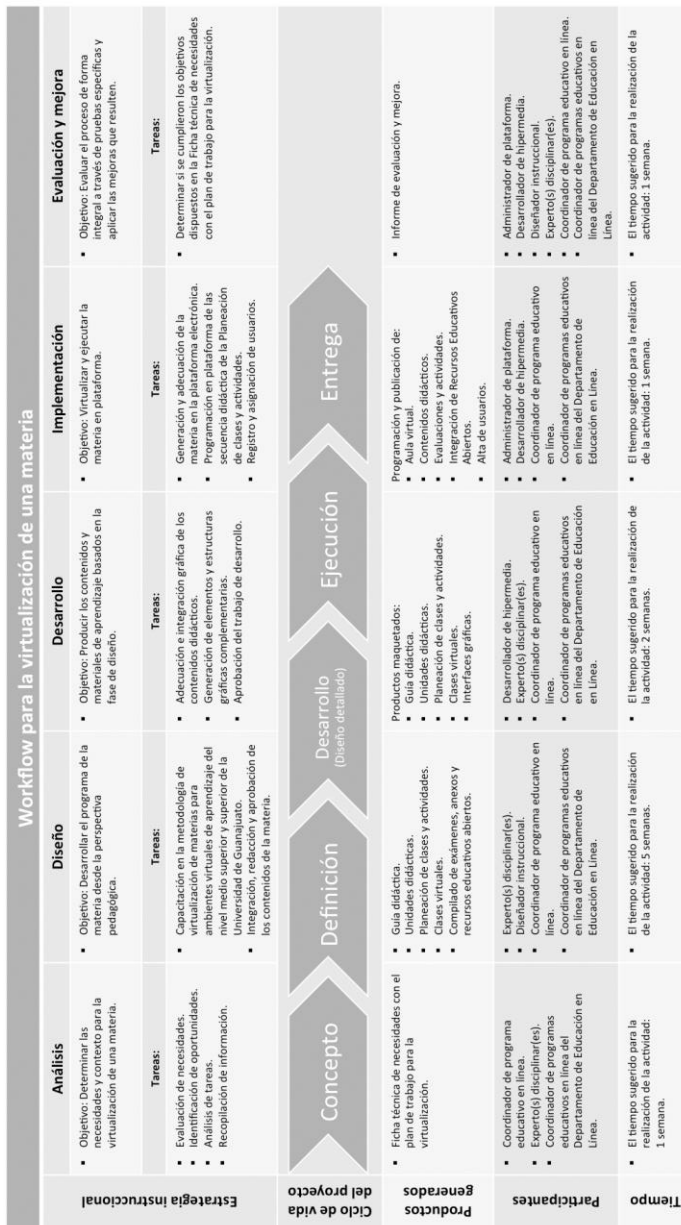 Workflow para la virtualización de una materia
Análisis
Diseño
Desarrollo
Implementación
Evaluación y mejora
Estrategia instruccional
▪ Objetivo: Determinar las
necesidades y contexto para la
virtualización de una materia.
▪ Objetivo: Desarrollar el programa de la
materia desde la perspectiva
pedagógica.
▪ Objetivo: Producir los contenidos y
materiales de aprendizaje basados en la
fase de diseño.
▪ Objetivo: Virtualizar y ejecutar la
materia en plataforma.
▪ Objetivo: Evaluar el proceso de forma
integral a través de pruebas específicas y
aplicar las mejoras que resulten.
Tareas:
▪ Evaluación de necesidades.
▪ Identificación de oportunidades.
▪ Análisis de tareas.
▪ Recopilación de información.
Tareas:
▪ Capacitación en la metodología de
virtualización de materias para
ambientes virtuales de aprendizaje del
nivel medio superior y superior de la
Universidad de Guanajuato.
▪ Integración, redacción y aprobación de
los contenidos de la materia.
Tareas:
▪ Adecuación e integración gráfica de los
contenidos didácticos.
▪ Generación de elementos y estructuras
gráficas complementarias.
▪ Aprobación del trabajo de desarrollo.
Tareas:
▪ Generación y adecuación de la
materia en la plataforma electrónica.
▪ Programación en plataforma de las
secuencia didáctica de la Planeación
de clases y actividades.
▪ Registro y asignación de usuarios.
Tareas:
▪ Determinar si se cumplieron los objetivos
dispuestos en la Ficha técnica de necesidades
con el plan de trabajo para la virtualización.
Ciclo de vida
del proyecto
Concepto
Definición
Desarrollo
(Diseño detallado)
Ejecución
Entrega
Productos
generados
▪ Ficha técnica de necesidades con el
plan de trabajo para la
virtualización.
▪ Guía didáctica.
▪ Unidades didácticas.
▪ Planeación de clases y actividades.
▪ Clases virtuales.
▪ Compilado de exámenes, anexos y
recursos educativos abiertos.
Productos maquetados:
▪ Guía didáctica.
▪ Unidades didácticas.
▪ Planeación de clases y actividades.
▪ Clases virtuales.
▪ Interfaces gráficas.
Programación y publicación de:
▪ Aula virtual.
▪ Contenidos didácticos.
▪ Evaluaciones y actividades.
▪ Integración de Recursos Educativos
Abiertos.
▪ Alta de usuarios.
▪ Informe de evaluación y mejora.
Participantes
▪ Coordinador de programa
educativo en línea.
▪ Experto(s) disciplinar(es).
▪ Coordinador de programas
educativos en línea del
Departamento de Educación en
Línea.
▪ Experto(s) disciplinar(es).
▪ Diseñador instruccional.
▪ Coordinador de programa educativo en
línea.
▪ Coordinador de programas educativos
en línea del Departamento de
Educación en Línea.
▪ Desarrollador de hipermedia.
▪ Experto(s) disciplinar(es).
▪ Coordinador de programa educativo en
línea.
▪ Coordinador de programas educativos
en línea del Departamento de Educación
en Línea.
▪ Administrador de plataforma.
▪ Desarrollador de hipermedia.
▪ Coordinador de programa educativo
en línea.
▪ Coordinador de programas educativos
en línea del Departamento de
Educación en Línea.
▪ Administrador de plataforma.
▪ Desarrollador de hipermedia.
▪ Diseñador instruccional.
▪ Experto(s) disciplinar(es).
▪ Coordinador de programa educativo en línea.
▪ Coordinador de programas educativos en
línea del Departamento de Educación en
Línea.
Tiempo
▪ El tiempo sugerido para la
realización de la actividad:
1 semana.
▪ El tiempo sugerido para la realización
de la actividad: 5 semanas.
▪ El tiempo sugerido para la realización de
la actividad: 2 semanas.
▪ El tiempo sugerido para la realización
de la actividad: 1 semana.
▪ El tiempo sugerido para la realización de la
actividad: 1 semana.